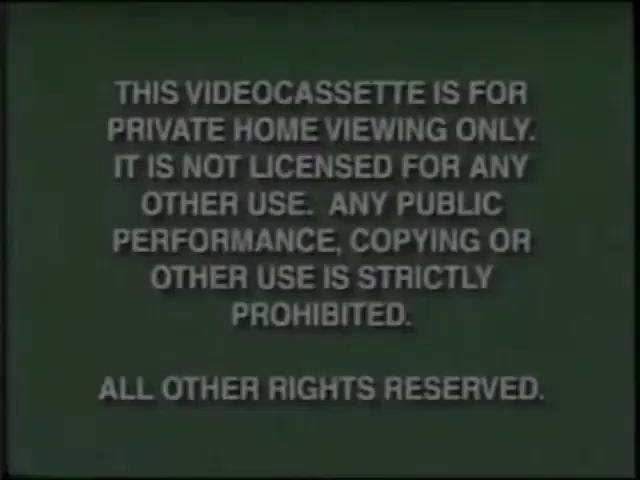 THIS VIDEOCASSETTE IS FOR
PRIVATE HOME VIEWING ONLY.
IT IS NOT LICENSED FOR ANY
OTHER USE.  ANY PUBLIC
PERFORMANCE, COPYING OR
OTHER USE IS STRICTLY
PROHIBITED.
ALL OTHER RIGHTS RESERVED.